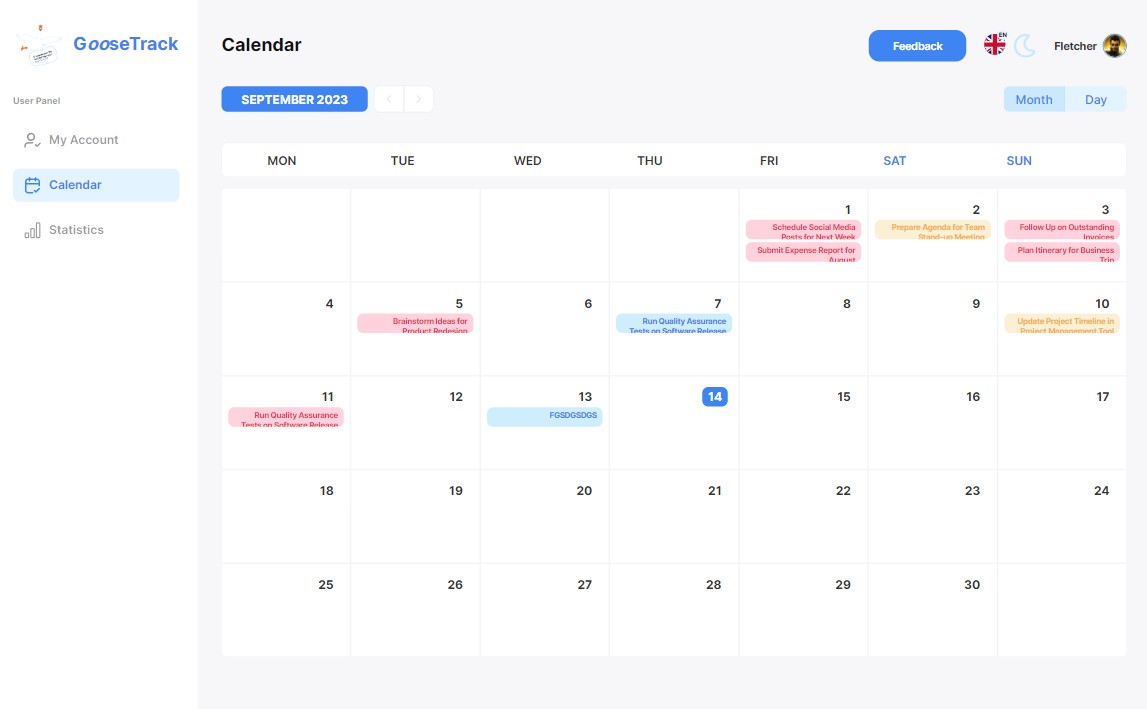 GooseTrack
Calendar
Feedback
EN
Fletcher
SEPTEMBER 2023
Month
Day
User Panel
My Account
Calendar
Statistics
MON TUE WED THU FRI SAT SUN
1 2 3
Schedule Social Media
Posts for Next Week
Submit Expense Report for
August
Prepare Agenda for Team
Stand-up Meeting
Follow Up on Outstanding
Invoices
Plan Itinerary for Business
Trip
4 5 6 7 8 9 10
Brainstorm Ideas for
Product Redesign
Run Quality Assurance
Tests on Software Release
Update Project Timeline in
Project Management Tool
11 12 13 14 15 16 17
Run Quality Assurance
Tests on Software Release
FGSDGSDGS
18 19 20 21 22 23 24
25 26 27 28 29 30